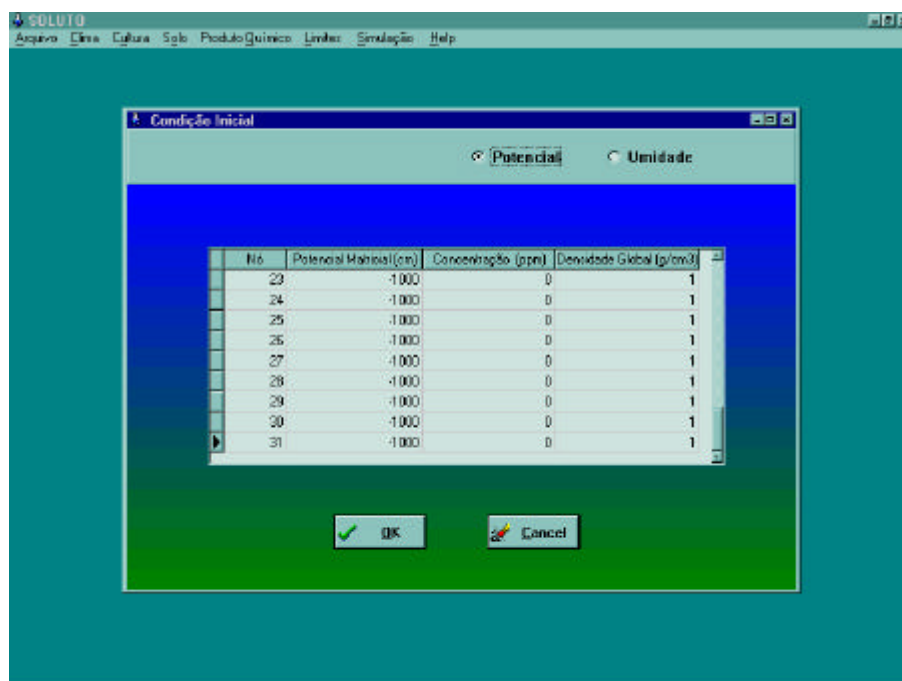 SOLUTO
Arquivo Clima Cultura Solo Produto Químico Limites Simulação Help
Condição Inicial
Potencial Umidade
Nó Potencial Matricial (cm) Concentração (ppm) Densidade Global (g/cm3)
23 -1000 0 1
24 -1000 0 1
25 -1000 0 1
26 -1000 0 1
27 -1000 0 1
28 -1000 0 1
29 -1000 0 1
30 -1000 0 1
31 -1000 0 1
OK Cancel